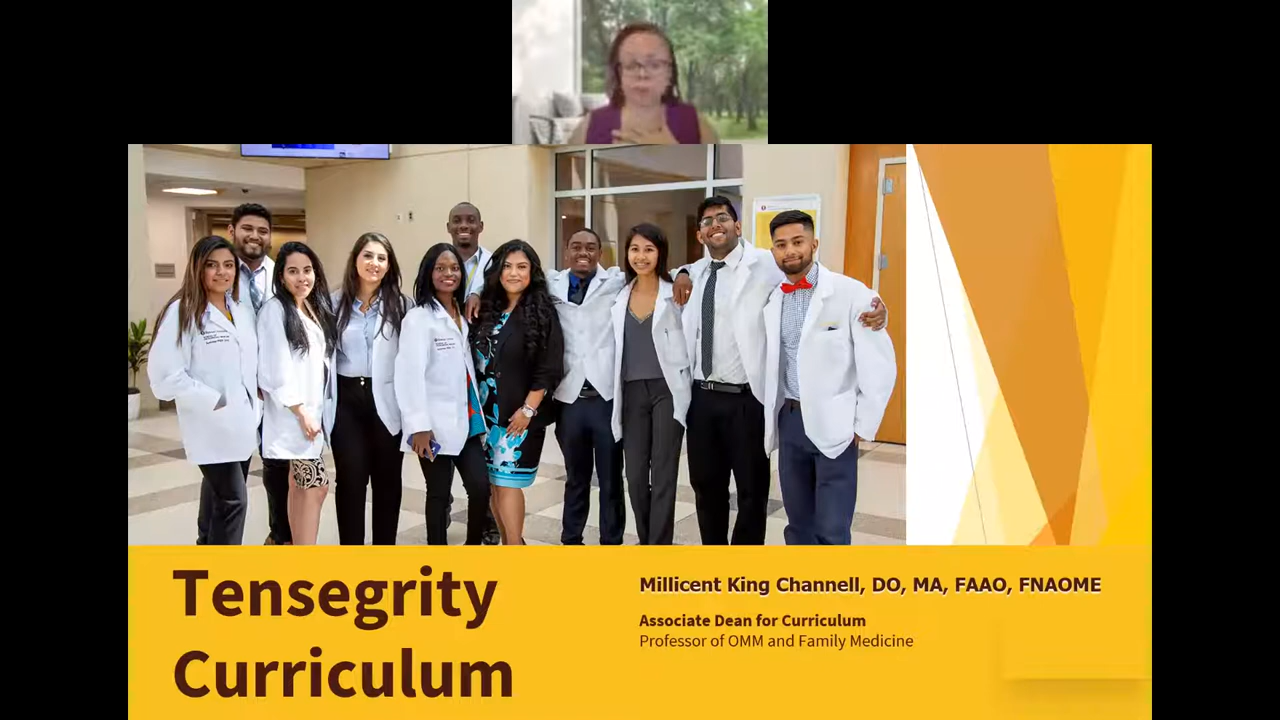 Tensegrity
Curriculum
Millicent King Channell, DO, MA, FAAO, FNAOME
Associate Dean for Curriculum
Professor of OMM and Family Medicine